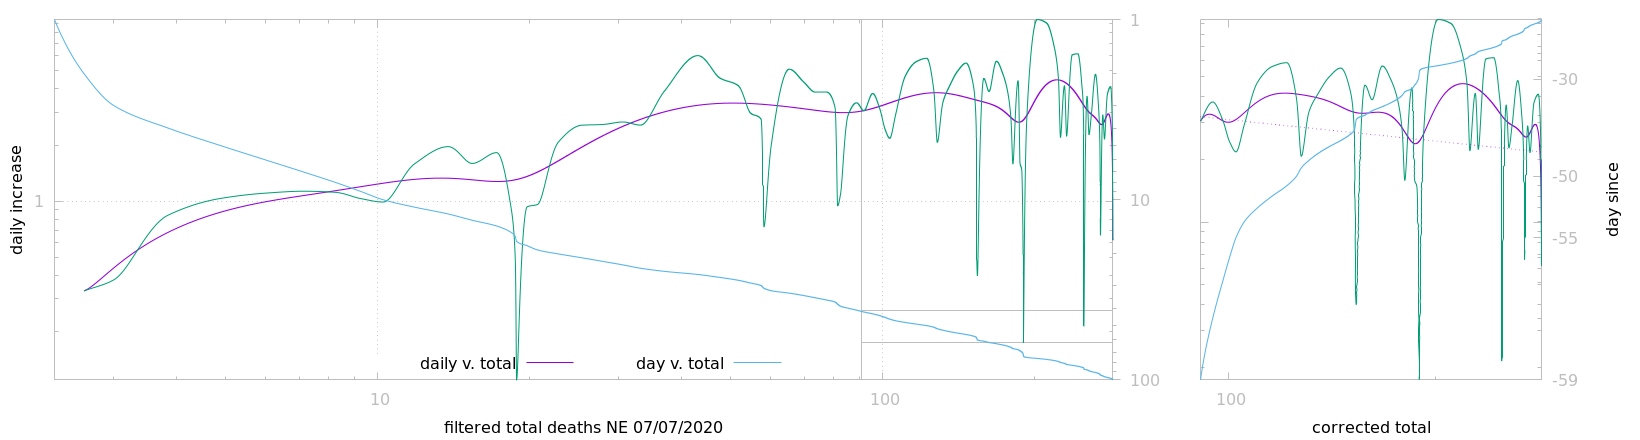 daily increase
1
1
10
100
daily v. total
day v. total
10
100
filtered total deaths NE 07/07/2020
-30
-50
-55
-59
day since
100
corrected total